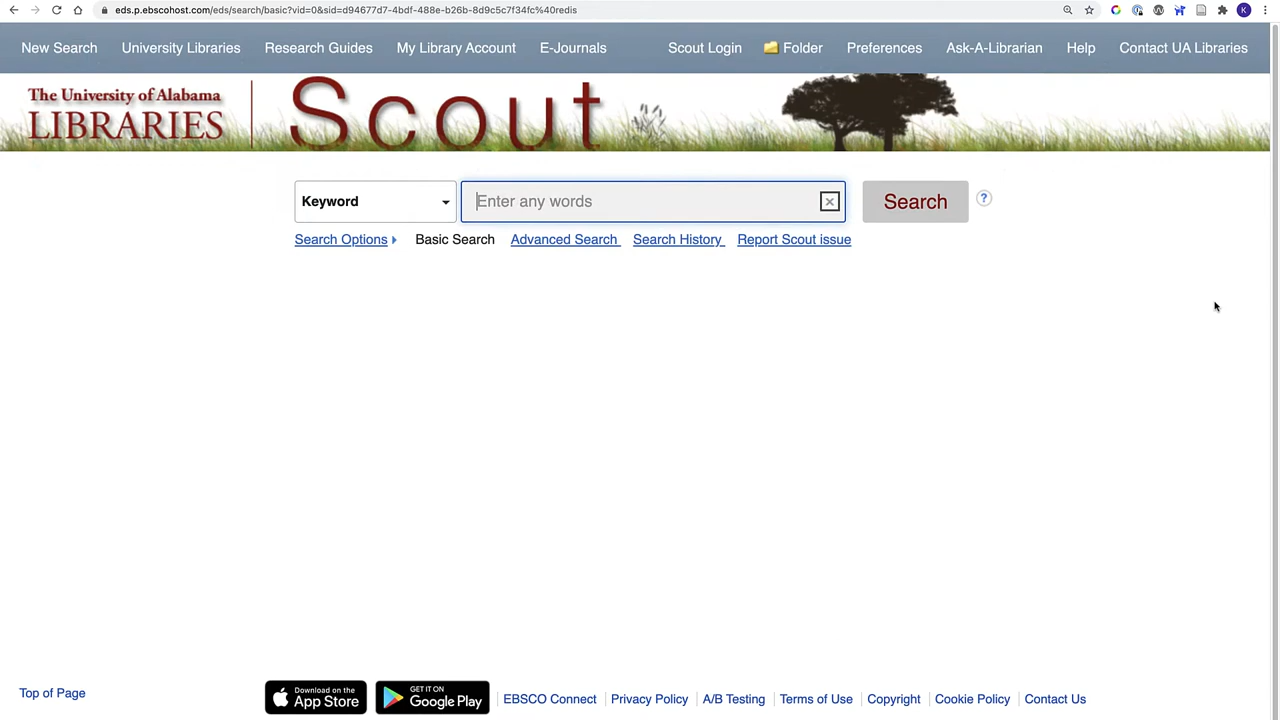 eds.p.ebscohost.com/eds/search/basic?vid=0&sid=d94677d7-4bdf-488e-b26b-8d9c5c7f34fc%40redis
K
New Search University Libraries Research Guides My Library Account E-Journals Scout Login Folder Preferences Ask-A-Librarian Help Contact UA Libraries
The University of Alabama
LIBRARIES
Scout
Keyword Enter any words Search ?
Search Options Basic Search Advanced Search Search History Report Scout issue
Top of Page Download on the App Store GET IT ON Google Play EBSCO Connect Privacy Policy A/B Testing Terms of Use Copyright Cookie Policy Contact Us